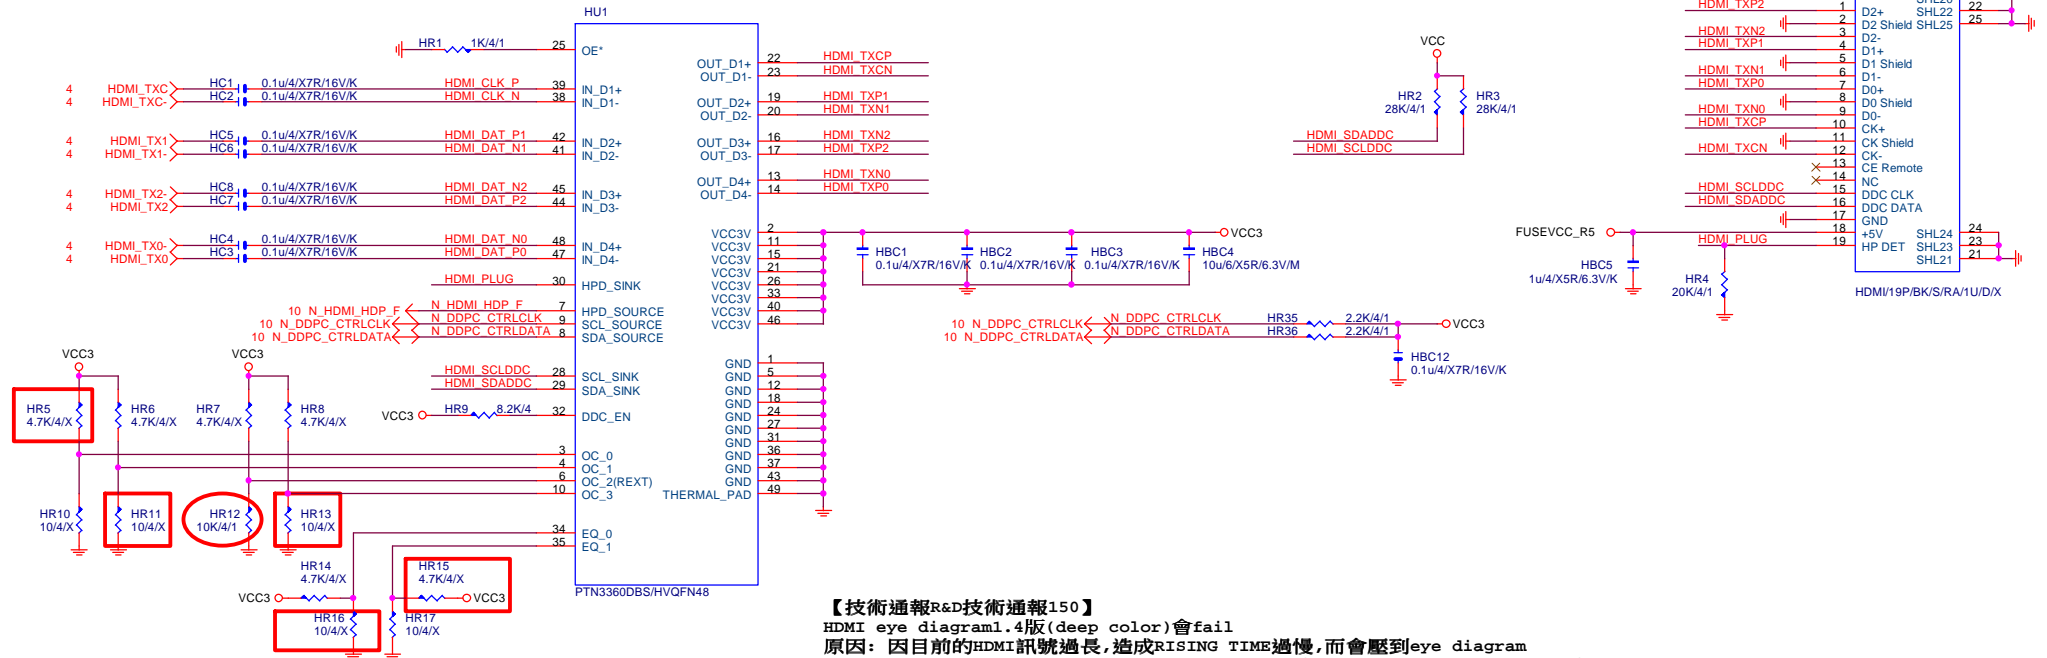 HU1
HR1 1K/4/1 25 OE*
4 HDMI_TXC HC1 0.1u/4/X7R/16V/K HDMI_CLK_P 39 IN_D1+
4 HDMI_TXC- HC2 0.1u/4/X7R/16V/K HDMI_CLK_N 38 IN_D1-
4 HDMI_TX1 HC5 0.1u/4/X7R/16V/K HDMI_DAT_P1 42 IN_D2+
4 HDMI_TX1- HC6 0.1u/4/X7R/16V/K HDMI_DAT_N1 41 IN_D2-
4 HDMI_TX2- HC8 0.1u/4/X7R/16V/K HDMI_DAT_N2 45 IN_D3+
4 HDMI_TX2 HC7 0.1u/4/X7R/16V/K HDMI_DAT_P2 44 IN_D3-
4 HDMI_TX0- HC4 0.1u/4/X7R/16V/K HDMI_DAT_N0 48 IN_D4+
4 HDMI_TX0 HC3 0.1u/4/X7R/16V/K HDMI_DAT_P0 47 IN_D4-
HDMI_PLUG 30 HPD_SINK
10 N_HDMI_HDP_F N_HDMI_HDP_F 7 HPD_SOURCE
10 N_DDPC_CTRLCLK N_DDPC_CTRLCLK 9 SCL_SOURCE
10 N_DDPC_CTRLDATA N_DDPC_CTRLDATA 8 SDA_SOURCE
HDMI_SCLDDC 28 SCL_SINK
HDMI_SDADDC 29 SDA_SINK
VCC3 HR9 8.2K/4 32 DDC_EN
VCC3 VCC3
HR5 HR6 HR7 HR8
4.7K/4/X 4.7K/4/X 4.7K/4/X 4.7K/4/X
3 OC_0
4 OC_1
6 OC_2(REXT)
10 OC_3
HR10 HR11 HR12 HR13
10/4/X 10/4/X 10K/4/1 10/4/X
34 EQ_0
35 EQ_1
HR14 HR15
4.7K/4/X 4.7K/4/X
VCC3 VCC3
HR16 HR17
10/4/X 10/4/X
PTN3360DBS/HVQFN48
OUT_D1+ 22 HDMI_TXCP
OUT_D1- 23 HDMI_TXCN
OUT_D2+ 19 HDMI_TXP1
OUT_D2- 20 HDMI_TXN1
OUT_D3+ 16 HDMI_TXN2
OUT_D3- 17 HDMI_TXP2
OUT_D4+ 13 HDMI_TXN0
OUT_D4- 14 HDMI_TXP0
VCC3V 2 VCC3
VCC3V 11
VCC3V 15
VCC3V 21
VCC3V 26
VCC3V 33
VCC3V 40
VCC3V 46
HBC1 HBC2 HBC3 HBC4
0.1u/4/X7R/16V/K 0.1u/4/X7R/16V/K 0.1u/4/X7R/16V/K 10u/6/X5R/6.3V/M
GND 1
GND 5
GND 12
GND 18
GND 24
GND 27
GND 31
GND 36
GND 37
GND 43
THERMAL_PAD 49
VCC
HR2 HR3
28K/4/1 28K/4/1
HDMI_SDADDC
HDMI_SCLDDC
10 N_DDPC_CTRLCLK N_DDPC_CTRLCLK HR35 2.2K/4/1 VCC3
10 N_DDPC_CTRLDATA N_DDPC_CTRLDATA HR36 2.2K/4/1
HBC12
0.1u/4/X7R/16V/K
HDMI_TXP2 1 D2+ SHL22 22
2 D2 Shield SHL25 25
HDMI_TXN2 3 D2-
HDMI_TXP1 4 D1+
5 D1 Shield
HDMI_TXN1 6 D1-
HDMI_TXP0 7 D0+
8 D0 Shield
HDMI_TXN0 9 D0-
HDMI_TXCP 10 CK+
11 CK Shield
HDMI_TXCN 12 CK-
13 CE Remote
14 NC
HDMI_SCLDDC 15 DDC CLK
HDMI_SDADDC 16 DDC DATA
17 GND
FUSEVCC_R5 18 +5V SHL24 24
HDMI_PLUG 19 HP DET SHL23 23
SHL21 21
HBC5
1u/4/X5R/6.3V/K
HR4
20K/4/1
HDMI/19P/BK/S/RA/1U/D/X
【技術通報R&D技術通報150】
HDMI eye diagram1.4版(deep color)會fail
原因: 因目前的HDMI訊號過長,造成RISING TIME過慢,而會壓到eye diagram